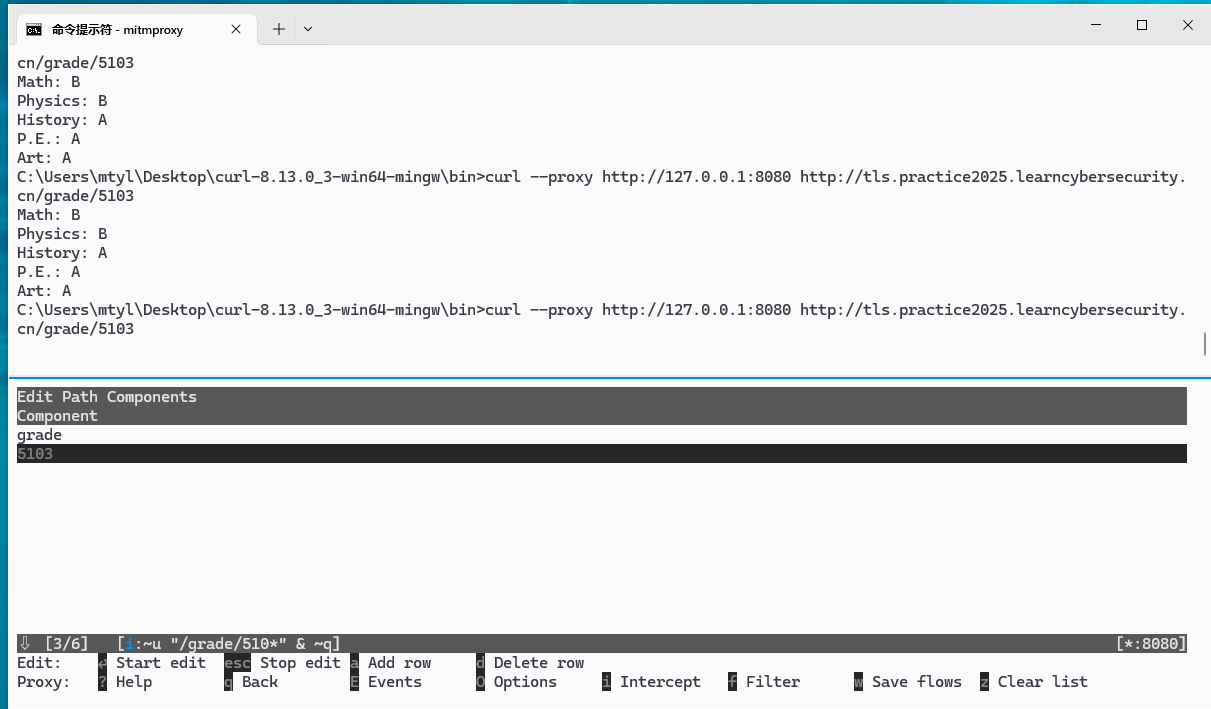 命令提示符 - mitmproxy
cn/grade/5103
Math: B
Physics: B
History: A
P.E.: A
Art: A
C:\Users\mtyl\Desktop\curl-8.13.0_3-win64-mingw\bin>curl --proxy http://127.0.0.1:8080 http://tls.practice2025.learncybersecurity.
cn/grade/5103
Math: B
Physics: B
History: A
P.E.: A
Art: A
C:\Users\mtyl\Desktop\curl-8.13.0_3-win64-mingw\bin>curl --proxy http://127.0.0.1:8080 http://tls.practice2025.learncybersecurity.
cn/grade/5103
Edit Path Components
Component
grade
5103
⇩ [3/6] [i:~u "/grade/510*" & ~q] [*:8080]
Edit: ↵ Start edit esc Stop edit a Add row d Delete row
Proxy: ? Help q Back E Events O Options i Intercept f Filter w Save flows z Clear list